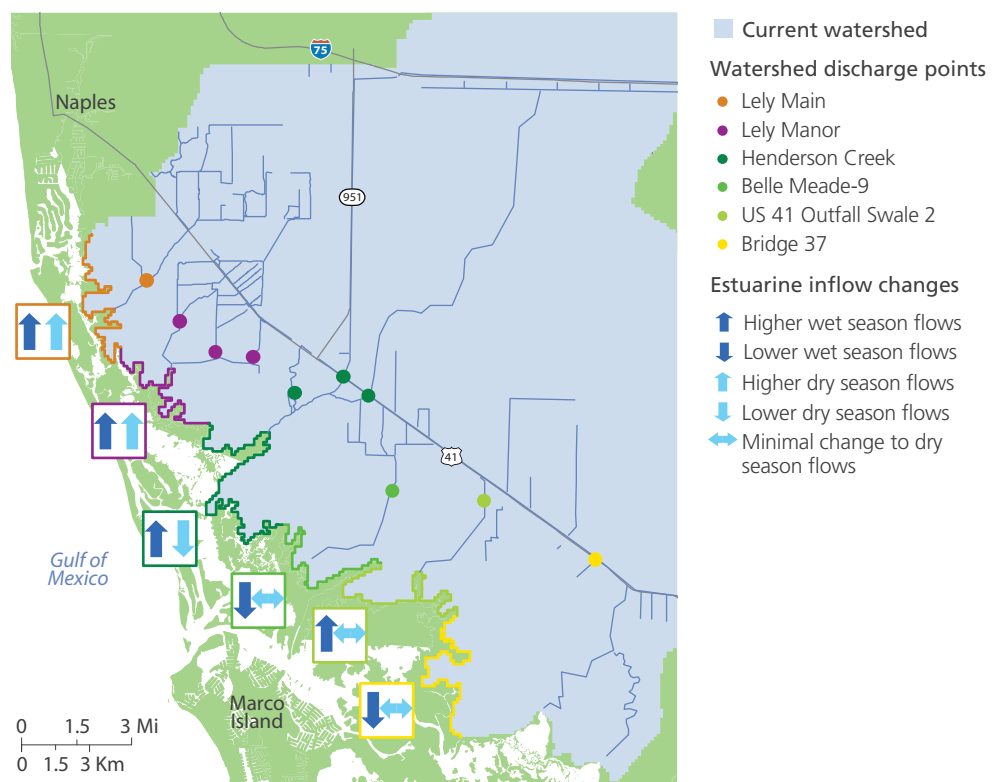 75
Naples
951
41
Gulf of
Mexico
Marco
Island
0 1.5 3 Mi
0 1.5 3 Km
Current watershed
Watershed discharge points
Lely Main
Lely Manor
Henderson Creek
Belle Meade-9
US 41 Outfall Swale 2
Bridge 37
Estuarine inflow changes
Higher wet season flows
Lower wet season flows
Higher dry season flows
Lower dry season flows
Minimal change to dry
season flows